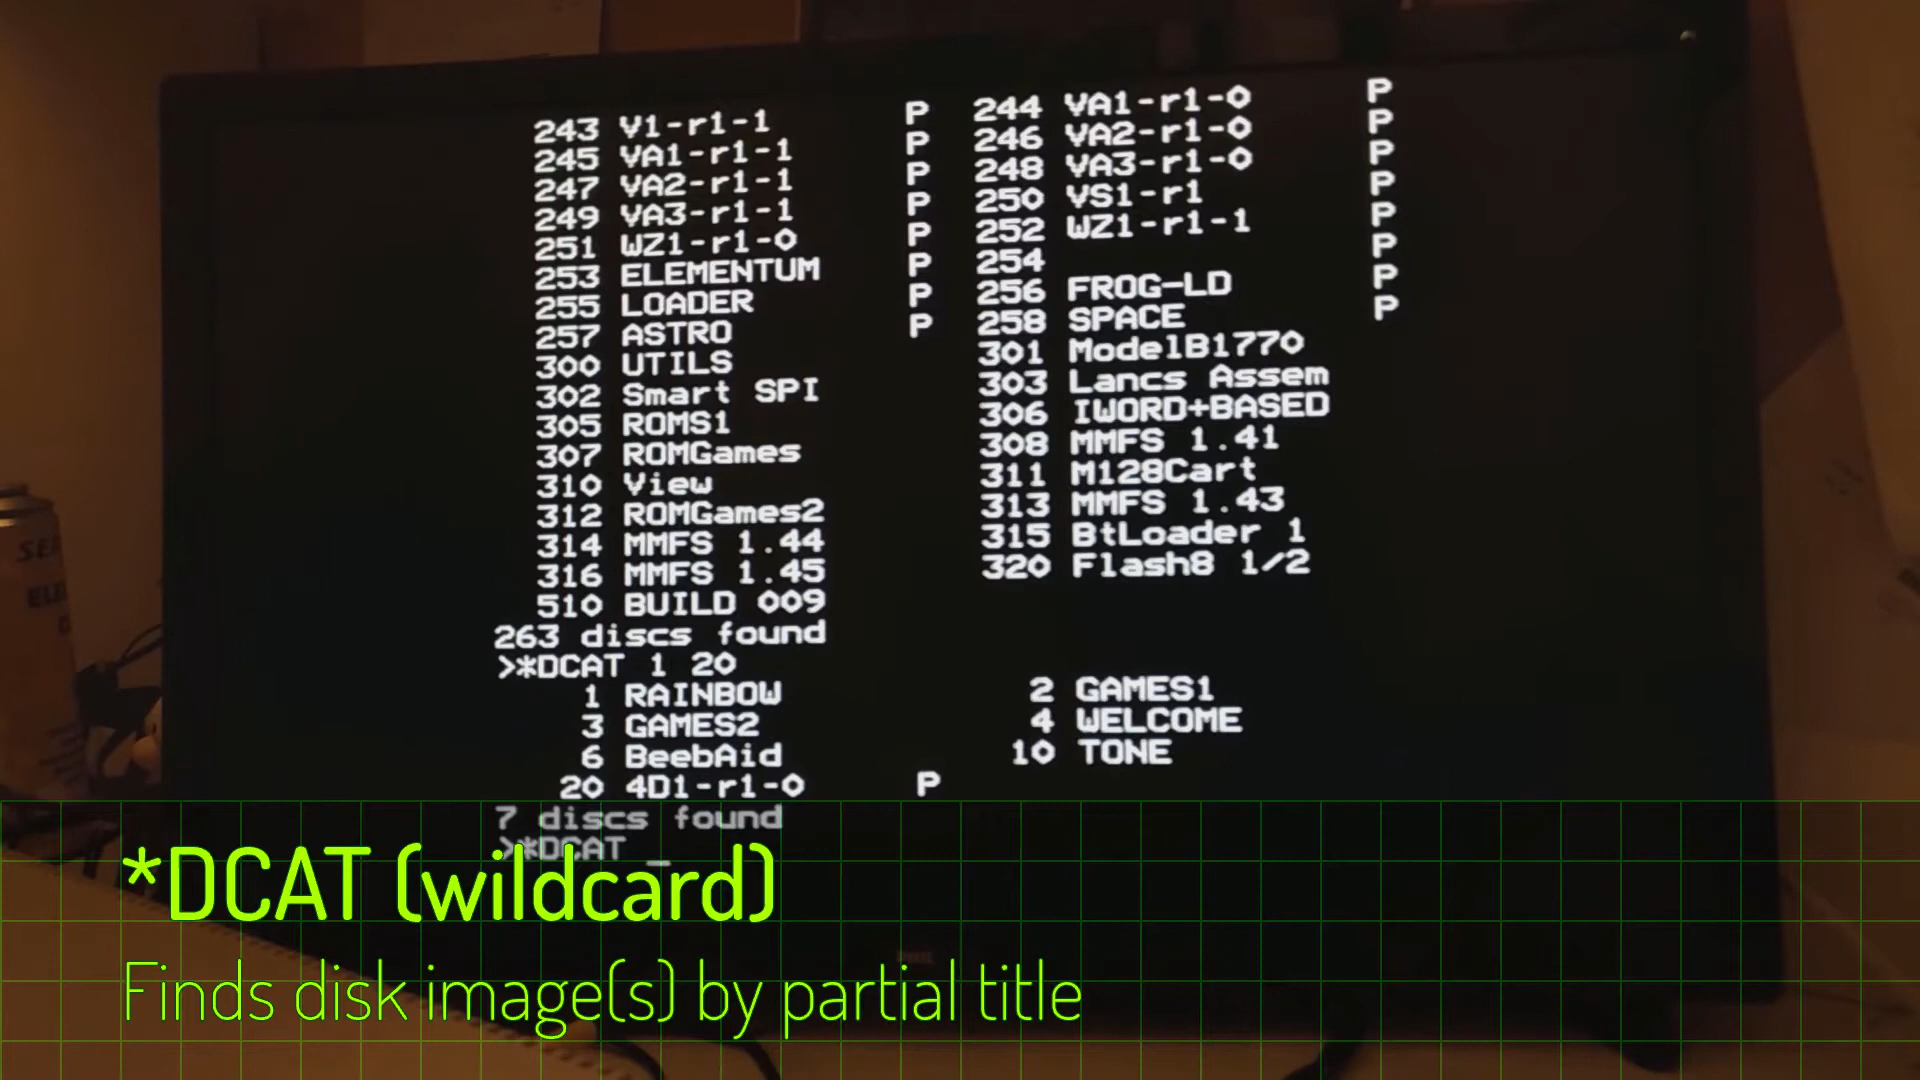 243 V1-r1-1 P 244 VA1-r1-0 P
245 VA1-r1-1 P 246 VA2-r1-0 P
247 VA2-r1-1 P 248 VA3-r1-0 P
249 VA3-r1-1 P 250 VS1-r1 P
251 WZ1-r1-0 P 252 WZ1-r1-1 P
253 ELEMENTUM P 254 P
255 LOADER P 256 FROG-LD P
257 ASTRO P 258 SPACE P
300 UTILS 301 ModelB1770
302 Smart SPI 303 Lancs Assem
305 ROMS1 306 IWORD+BASED
307 ROMGames 308 MMFS 1.41
310 View 311 M128Cart
312 ROMGames2 313 MMFS 1.43
314 MMFS 1.44 315 BtLoader 1
316 MMFS 1.45 320 Flash8 1/2
510 BUILD 009
263 discs found
>*DCAT 1 20
1 RAINBOW 2 GAMES1
3 GAMES2 4 WELCOME
6 BeebAid 10 TONE
20 4D1-r1-0 P
7 discs found
>*DCAT _
*DCAT (wildcard)
Finds disk image(s) by partial title